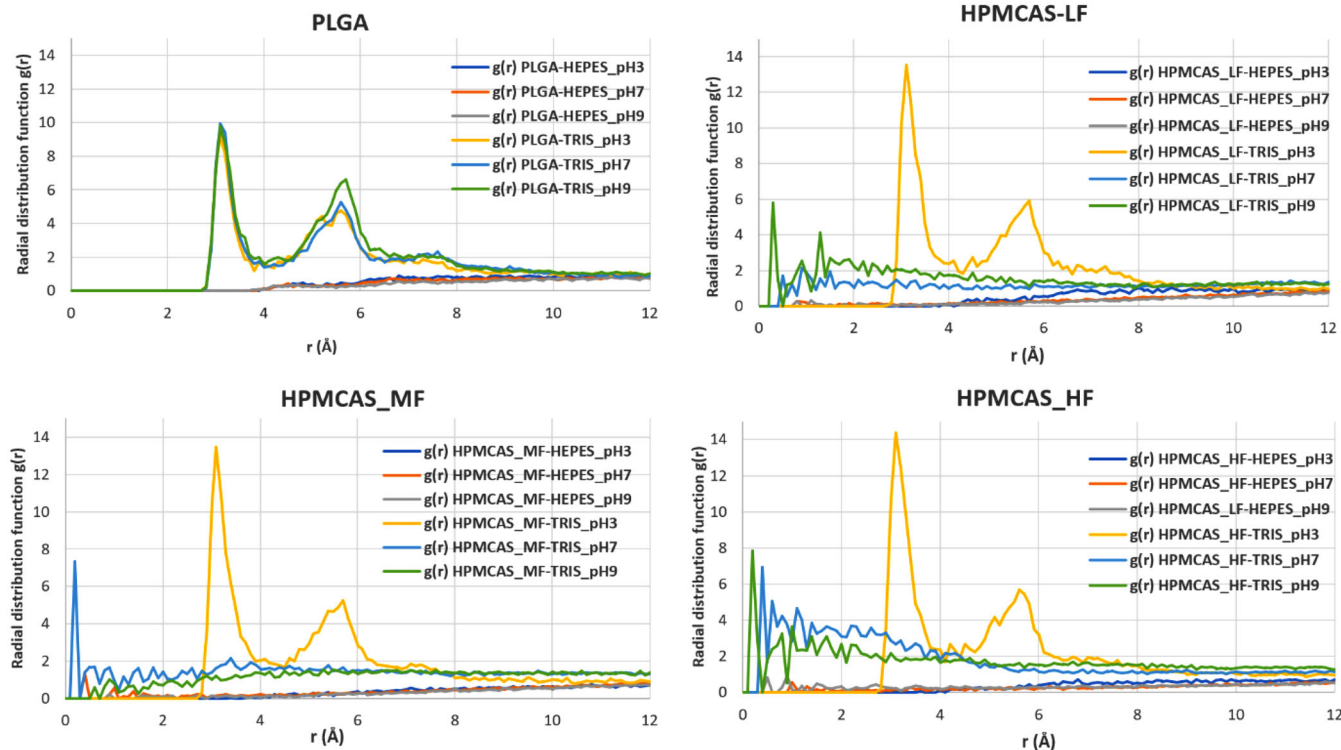 PLGA
Radial distribution function g(r)
14
12
10
8
6
4
2
0
g(r) PLGA-HEPES_pH3
g(r) PLGA-HEPES_pH7
g(r) PLGA-HEPES_pH9
g(r) PLGA-TRIS_pH3
g(r) PLGA-TRIS_pH7
g(r) PLGA-TRIS_pH9
0 2 4 6 8 10 12
r (Å)
HPMCAS-LF
Radial distribution function g(r)
14
12
10
8
6
4
2
0
g(r) HPMCAS_LF-HEPES_pH3
g(r) HPMCAS_LF-HEPES_pH7
g(r) HPMCAS_LF-HEPES_pH9
g(r) HPMCAS_LF-TRIS_pH3
g(r) HPMCAS_LF-TRIS_pH7
g(r) HPMCAS_LF-TRIS_pH9
0 2 4 6 8 10 12
r (Å)
HPMCAS_MF
Radial distribution function g(r)
14
12
10
8
6
4
2
0
g(r) HPMCAS_MF-HEPES_pH3
g(r) HPMCAS_MF-HEPES_pH7
g(r) HPMCAS_MF-HEPES_pH9
g(r) HPMCAS_MF-TRIS_pH3
g(r) HPMCAS_MF-TRIS_pH7
g(r) HPMCAS_MF-TRIS_pH9
0 2 4 6 8 10 12
r (Å)
HPMCAS_HF
Radial distribution function g(r)
14
12
10
8
6
4
2
0
g(r) HPMCAS_HF-HEPES_pH3
g(r) HPMCAS_HF-HEPES_pH7
g(r) HPMCAS_LF-HEPES_pH9
g(r) HPMCAS_HF-TRIS_pH3
g(r) HPMCAS_HF-TRIS_pH7
g(r) HPMCAS_HF-TRIS_pH9
0 2 4 6 8 10 12
r (Å)